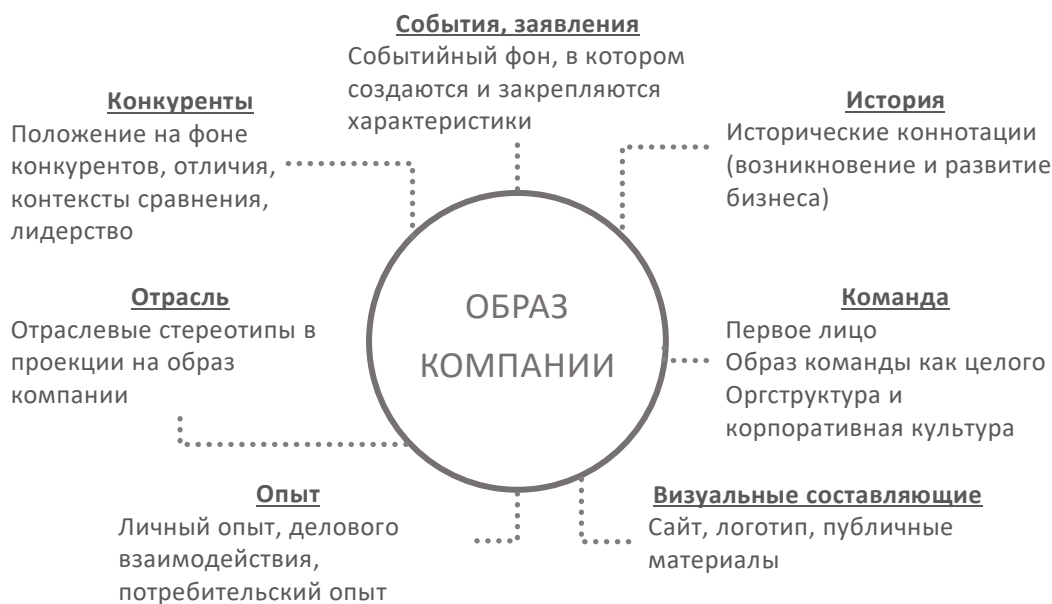 События, заявления
Событийный фон, в котором
создаются и закрепляются
характеристики
Конкуренты
Положение на фоне
конкурентов, отличия,
контексты сравнения,
лидерство
История
Исторические коннотации
(возникновение и развитие
бизнеса)
ОБРАЗ
КОМПАНИИ
Отрасль
Отраслевые стереотипы в
проекции на образ
компании
Команда
Первое лицо
Образ команды как целого
Оргструктура и
корпоративная культура
Опыт
Личный опыт, делового
взаимодействия,
потребительский опыт
Визуальные составляющие
Сайт, логотип, публичные
материалы